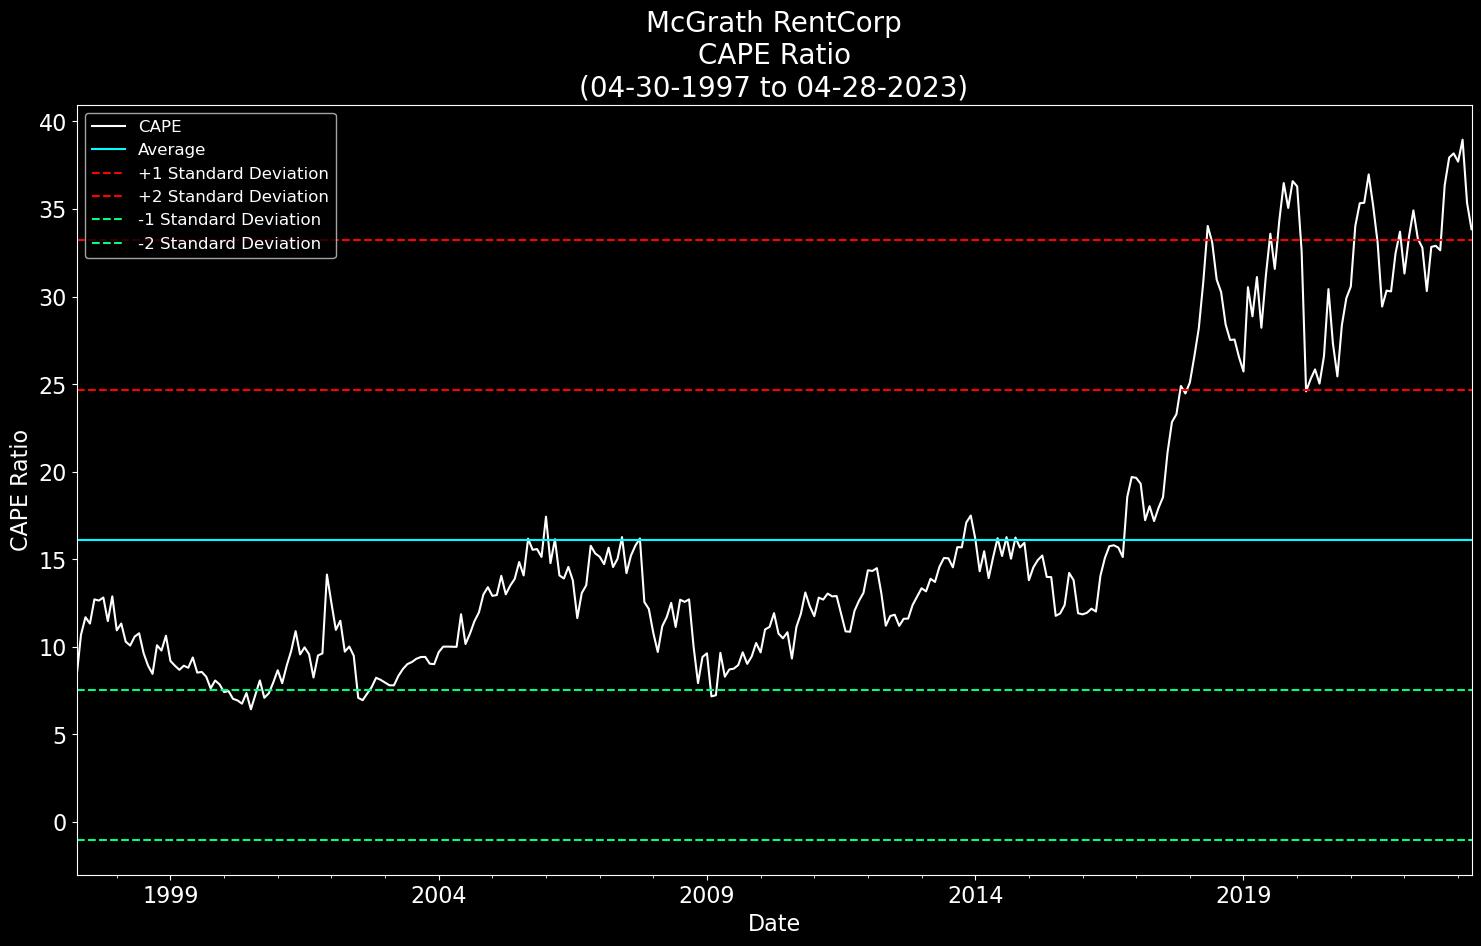 McGrath RentCorp
CAPE Ratio
(04-30-1997 to 04-28-2023)
CAPE
Average
+1 Standard Deviation
+2 Standard Deviation
-1 Standard Deviation
-2 Standard Deviation
40
35
30
25
20
15
10
5
0
CAPE Ratio
1999
2004
2009
2014
2019
Date